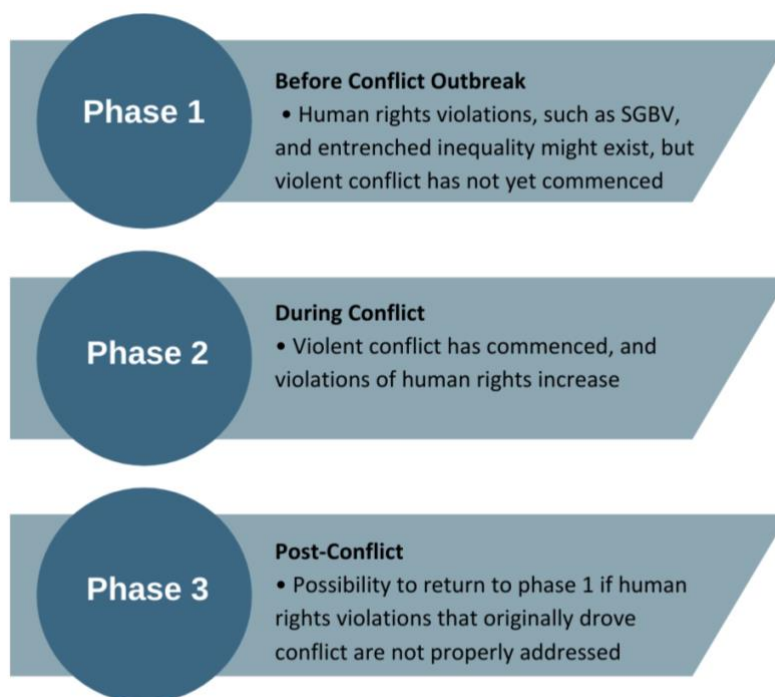 Phase 1
Before Conflict Outbreak
• Human rights violations, such as SGBV,
and entrenched inequality might exist, but
violent conflict has not yet commenced
Phase 2
During Conflict
• Violent conflict has commenced, and
violations of human rights increase
Phase 3
Post-Conflict
• Possibility to return to phase 1 if human
rights violations that originally drove
conflict are not properly addressed